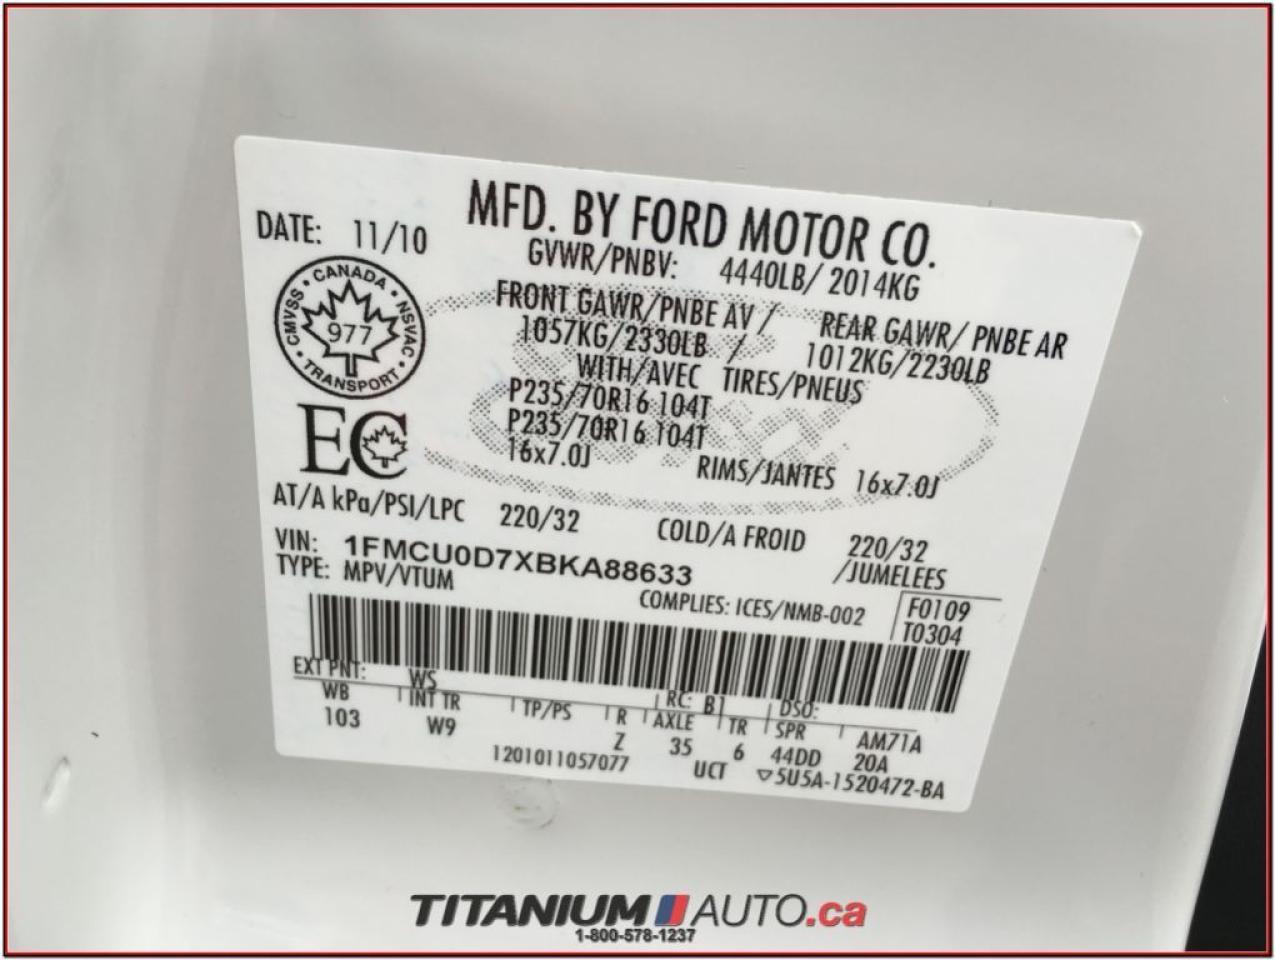 MFD. BY FORD MOTOR CO.
DATE: 11/10
GVWR/PNBV: 4440LB/ 2014KG
FRONT GAWR/PNBE AV / REAR GAWR/ PNBE AR
1057KG/2330LB / 1012KG/2230LB
WITH/AVEC TIRES/PNEUS
P235/70R16 104T
P235/70R16 104T
16x7.0J RIMS/JANTES 16x7.0J
CMVSS · CANADA · NSVAC
977
· TRANSPORT ·
EC
AT/A kPa/PSI/LPC 220/32 COLD/A FROID 220/32
VIN: 1FMCU0D7XBKA88633 /JUMELEES
TYPE: MPV/VTUM
COMPLIES: ICES/NMB-002 F0109
T0304
EXT PNT: WS RC: B1 DSO:
WB INT TR TP/PS R AXLE TR SPR AM71A
103 W9 Z 35 6 44DD 20A
1201011057077 UCT ▽5U5A-1520472-BA
TITANIUM AUTO.ca
1-800-578-1237